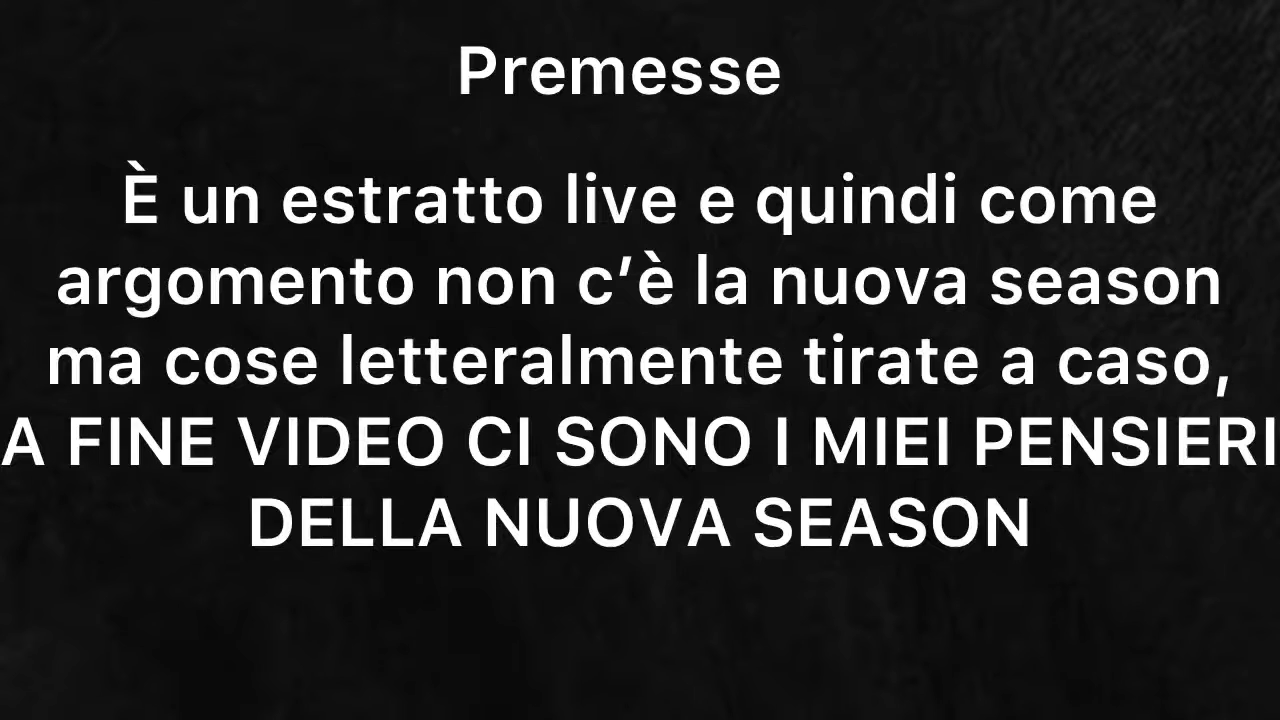 Premesse
È un estratto live e quindi come
argomento non c’è la nuova season
ma cose letteralmente tirate a caso,
A FINE VIDEO CI SONO I MIEI PENSIERI
DELLA NUOVA SEASON